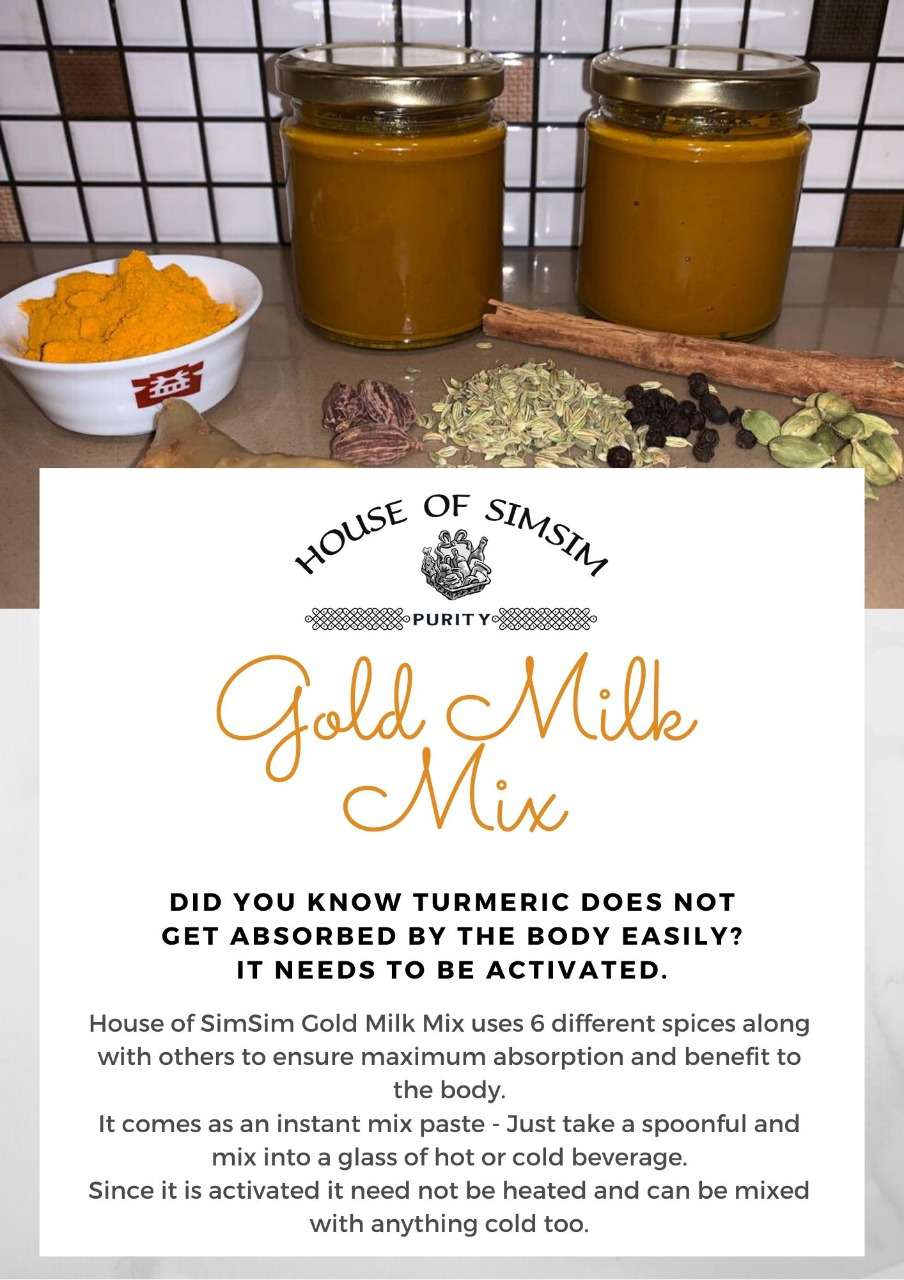 益
HOUSE OF SIMSIM
PURITY
Gold Milk
Mix
DID YOU KNOW TURMERIC DOES NOT
GET ABSORBED BY THE BODY EASILY?
IT NEEDS TO BE ACTIVATED.
House of SimSim Gold Milk Mix uses 6 different spices along
with others to ensure maximum absorption and benefit to
the body.
It comes as an instant mix paste - Just take a spoonful and
mix into a glass of hot or cold beverage.
Since it is activated it need not be heated and can be mixed
with anything cold too.